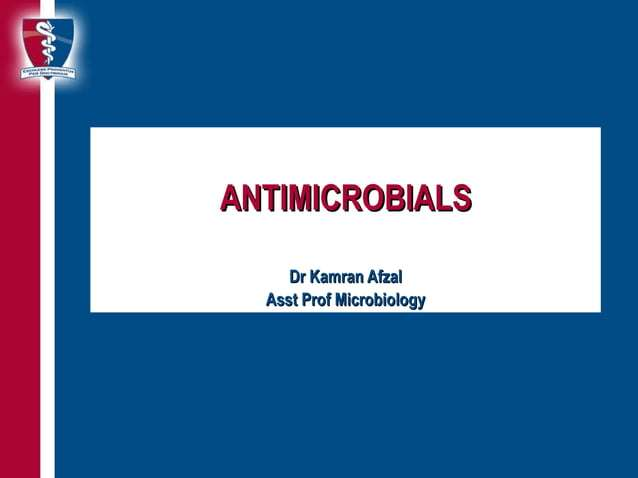 ANTIMICROBIALS
Dr Kamran Afzal
Asst Prof Microbiology